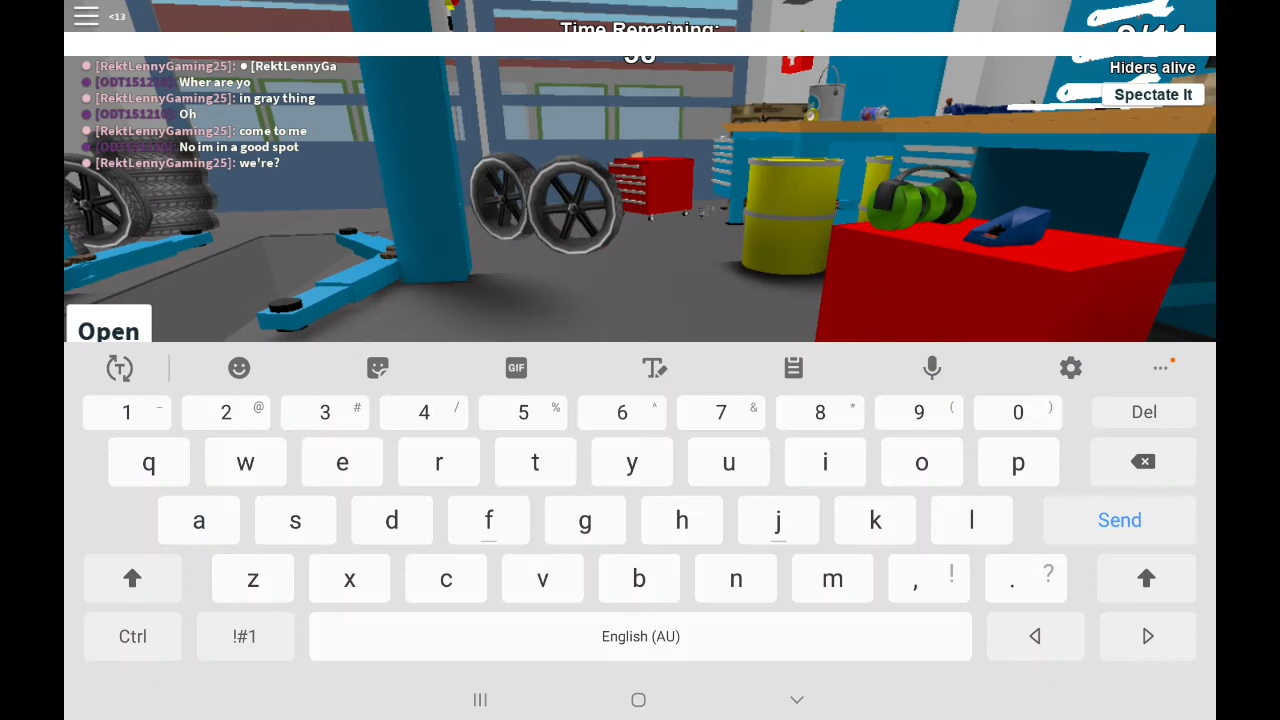 <13
Time Remaining:
[RektLennyGaming25]: ● [RektLennyGa
Wher are yo
[RektLennyGaming25]: in gray thing
Oh
[RektLennyGaming25]: come to me
No im in a good spot
[RektLennyGaming25]: we're?
Hiders alive
Spectate It
Open
GIF
1 - 2 @ 3 # 4 / 5 % 6 ^ 7 & 8 * 9 ( 0 ) Del
q w e r t y u i o p
a s d f g h j k l Send
z x c v b n m , ! . ?
Ctrl !#1 English (AU)